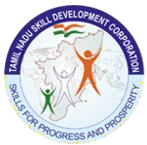 TAMIL NADU SKILL DEVELOPMENT CORPORATION
SKILLS FOR PROGRESS AND PROSPERITY